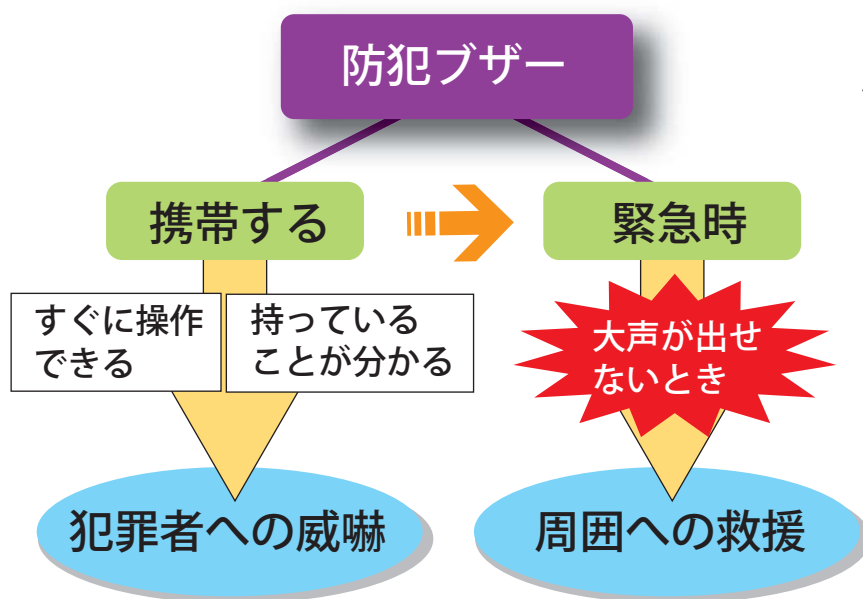 防犯ブザー
携帯する
緊急時
すぐに操作
できる
持っている
ことが分かる
大声が出せ
ないとき
犯罪者への威嚇
周囲への救援